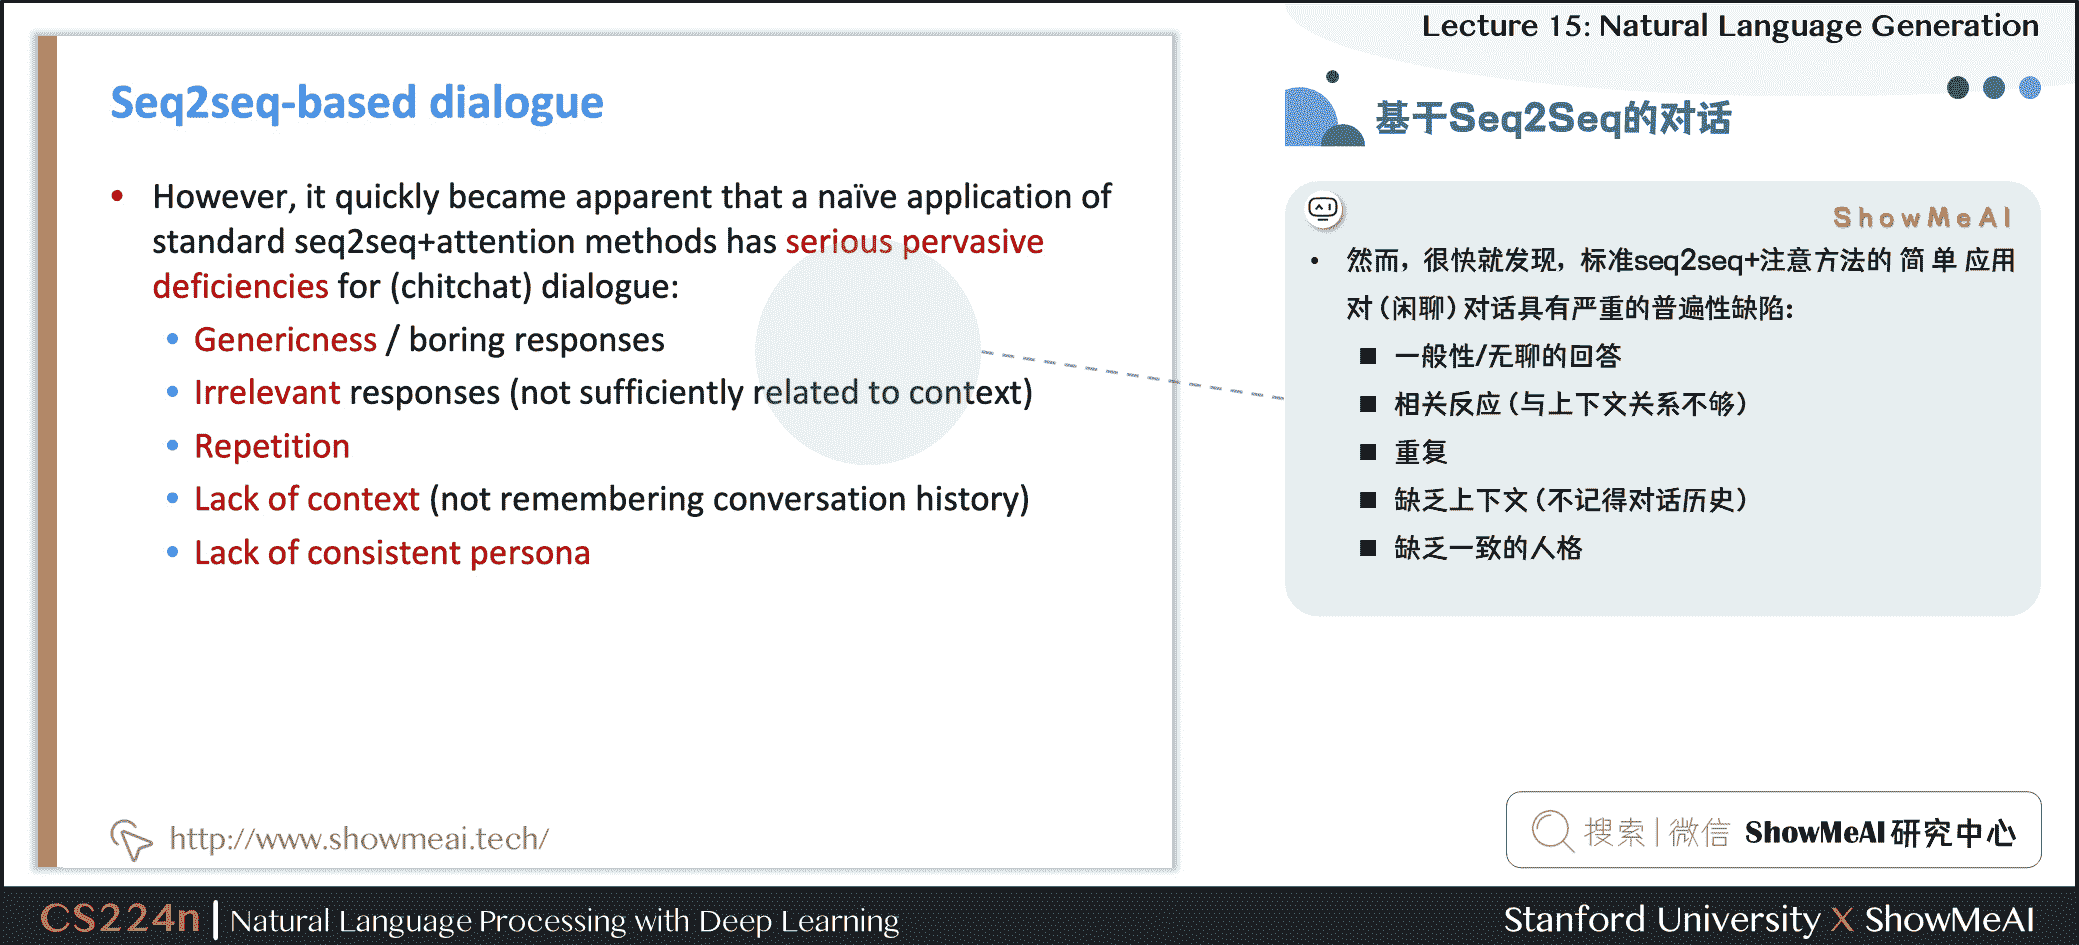 Lecture 15: Natural Language Generation
Seq2seq-based dialogue
• However, it quickly became apparent that a naïve application of
standard seq2seq+attention methods has serious pervasive
deficiencies for (chitchat) dialogue:
• Genericness / boring responses
• Irrelevant responses (not sufficiently related to context)
• Repetition
• Lack of context (not remembering conversation history)
• Lack of consistent persona
http://www.showmeai.tech/
基于Seq2Seq的对话
ShowMeAI
• 然而，很快就发现，标准seq2seq+注意方法的 简 单 应用
对（闲聊）对话具有严重的普遍性缺陷：
■ 一般性/无聊的回答
■ 相关反应（与上下文关系不够）
■ 重复
■ 缺乏上下文（不记得对话历史）
■ 缺乏一致的人格
搜索|微信 ShowMeAI 研究中心
CS224n | Natural Language Processing with Deep Learning
Stanford University X ShowMeAI